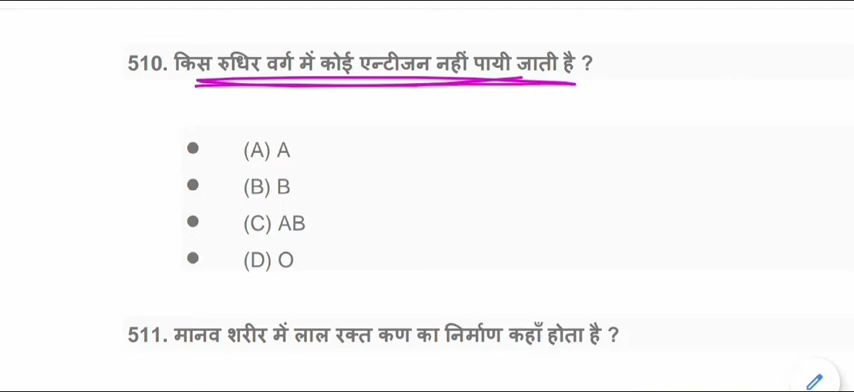 510. किस रुधिर वर्ग में कोई एन्टीजन नहीं पायी जाती है ?
(A) A
(B) B
(C) AB
(D) O
511. मानव शरीर में लाल रक्त कण का निर्माण कहाँ होता है ?